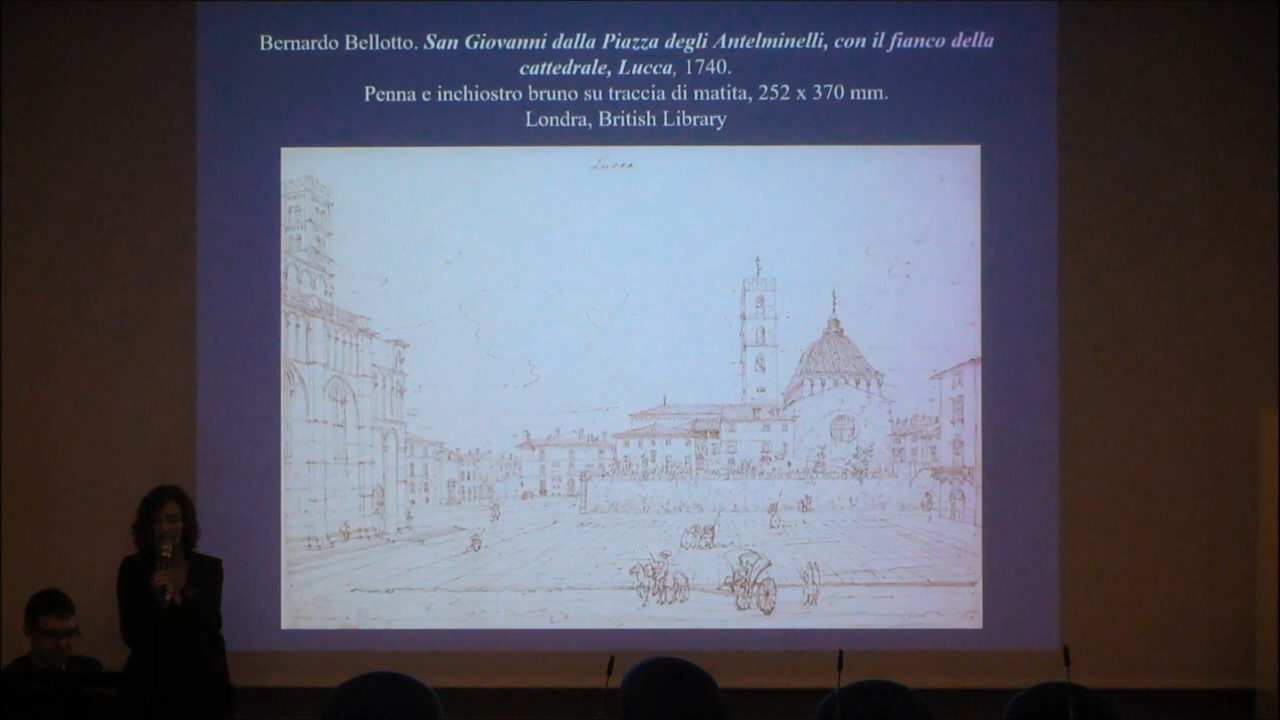 Bernardo Bellotto. San Giovanni dalla Piazza degli Antelminelli, con il fianco della
cattedrale, Lucca, 1740.
Penna e inchiostro bruno su traccia di matita, 252 x 370 mm.
Londra, British Library
Lucca